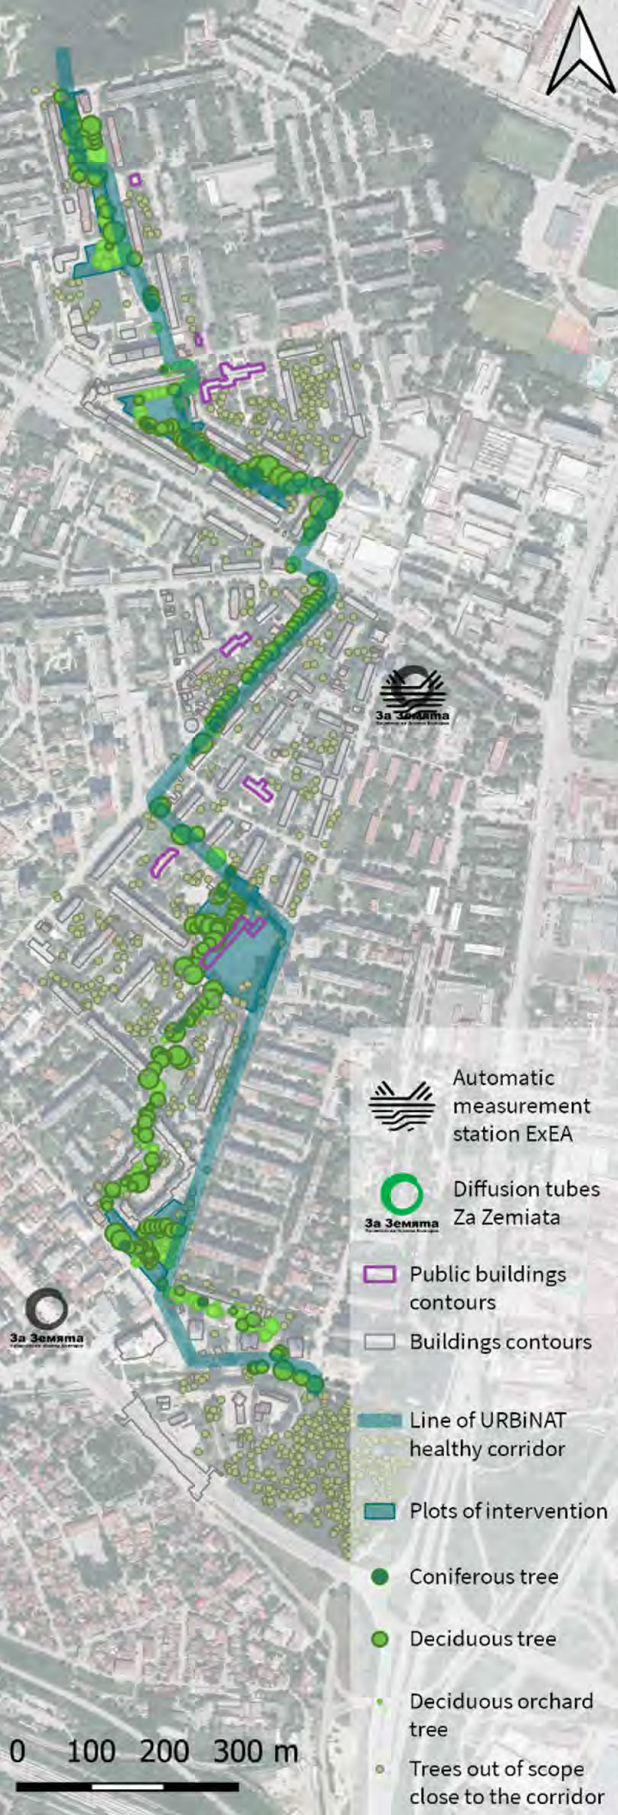 За Земята
За Земята
Automatic
measurement
station ExEA
Diffusion tubes
Za Zemiata
За Земята
Public buildings
contours
Buildings contours
Line of URBiNAT
healthy corridor
Plots of intervention
Coniferous tree
Deciduous tree
Deciduous orchard
tree
Trees out of scope
close to the corridor
0 100 200 300 m